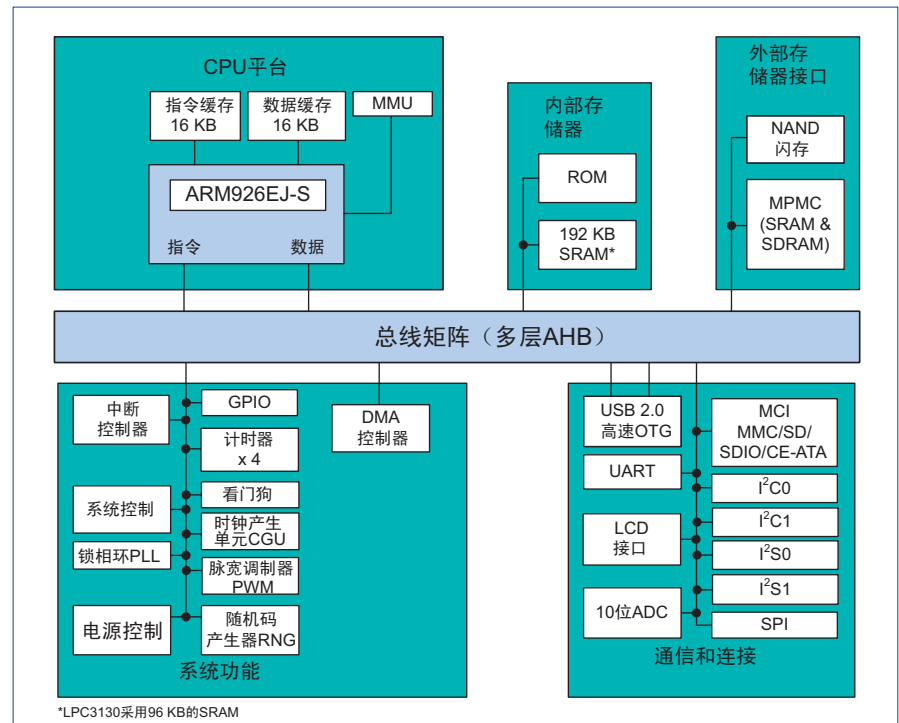 CPU平台
指令缓存
16 KB
数据缓存
16 KB
MMU
ARM926EJ-S
指令
数据
内部存
储器
ROM
192 KB
SRAM*
外部存
储器接口
NAND
闪存
MPMC
(SRAM &
SDRAM)
总线矩阵（多层AHB）
中断
控制器
GPIO
计时器
x 4
系统控制
看门狗
时钟产生
单元CGU
锁相环PLL
脉宽调制器
PWM
电源控制
随机码
产生器RNG
DMA
控制器
系统功能
USB 2.0
高速OTG
MCI
MMC/SD/
SDIO/CE-ATA
UART
I²C0
LCD
接口
I²C1
I²S0
10位ADC
I²S1
SPI
通信和连接
*LPC3130采用96 KB的SRAM